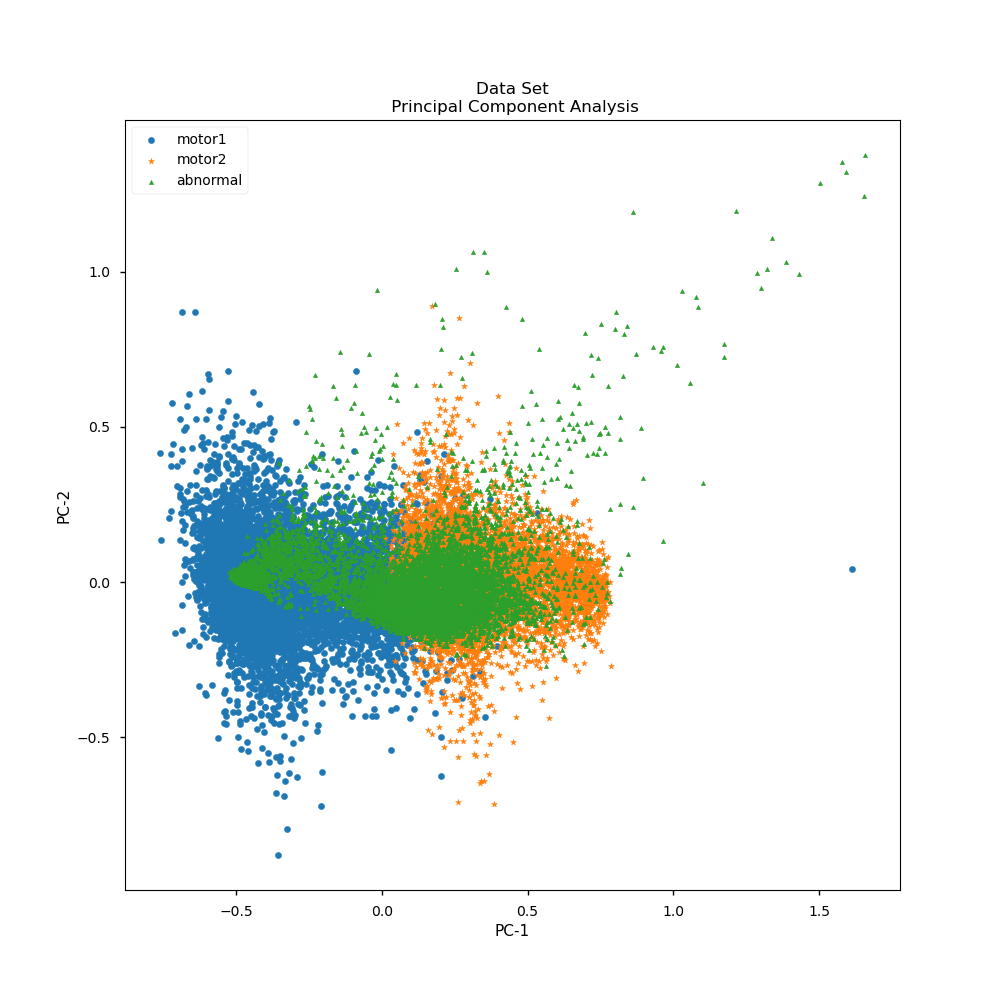 Data Set
Principal Component Analysis
motor1
motor2
abnormal
1.0
0.5
0.0
−0.5
PC-2
−0.5
0.0
0.5
1.0
1.5
PC-1